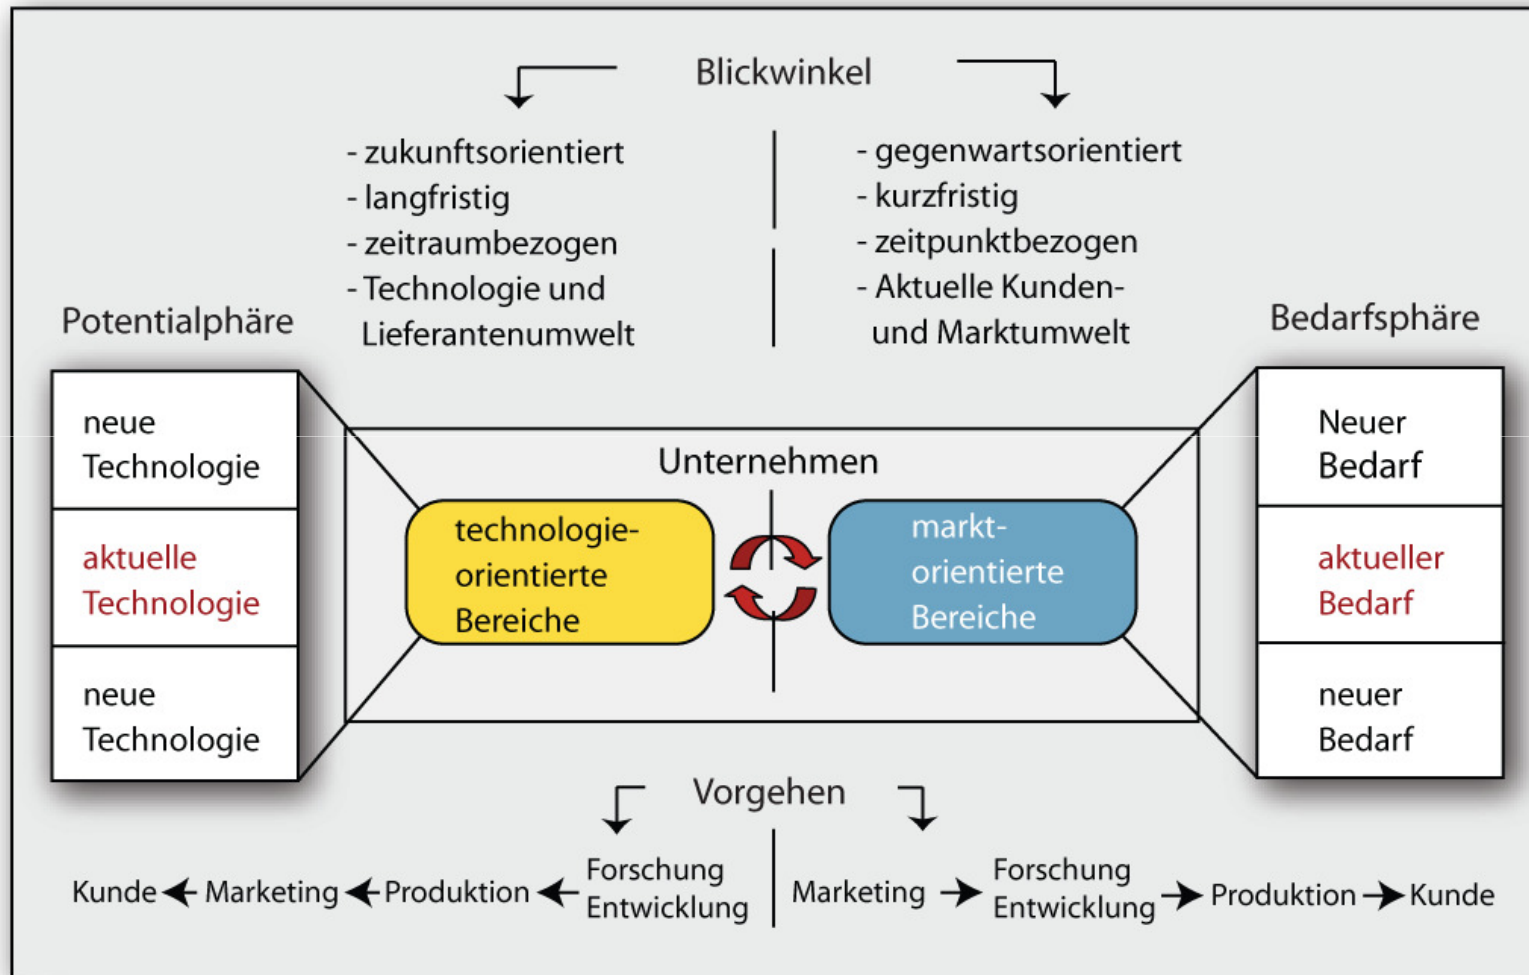 Blickwinkel
- zukunftsorientiert
- langfristig
- zeitraumbezogen
- Technologie und
Lieferantenumwelt
- gegenwartsorientiert
- kurzfristig
- zeitpunktbezogen
- Aktuelle Kunden-
und Marktumwelt
Potentialphäre
neue
Technologie
aktuelle
Technologie
neue
Technologie
Unternehmen
technologie-
orientierte
Bereiche
markt-
orientierte
Bereiche
Bedarfsphäre
Neuer
Bedarf
aktueller
Bedarf
neuer
Bedarf
Vorgehen
Kunde Marketing Produktion Forschung
Entwicklung
Marketing Forschung
Entwicklung Produktion Kunde